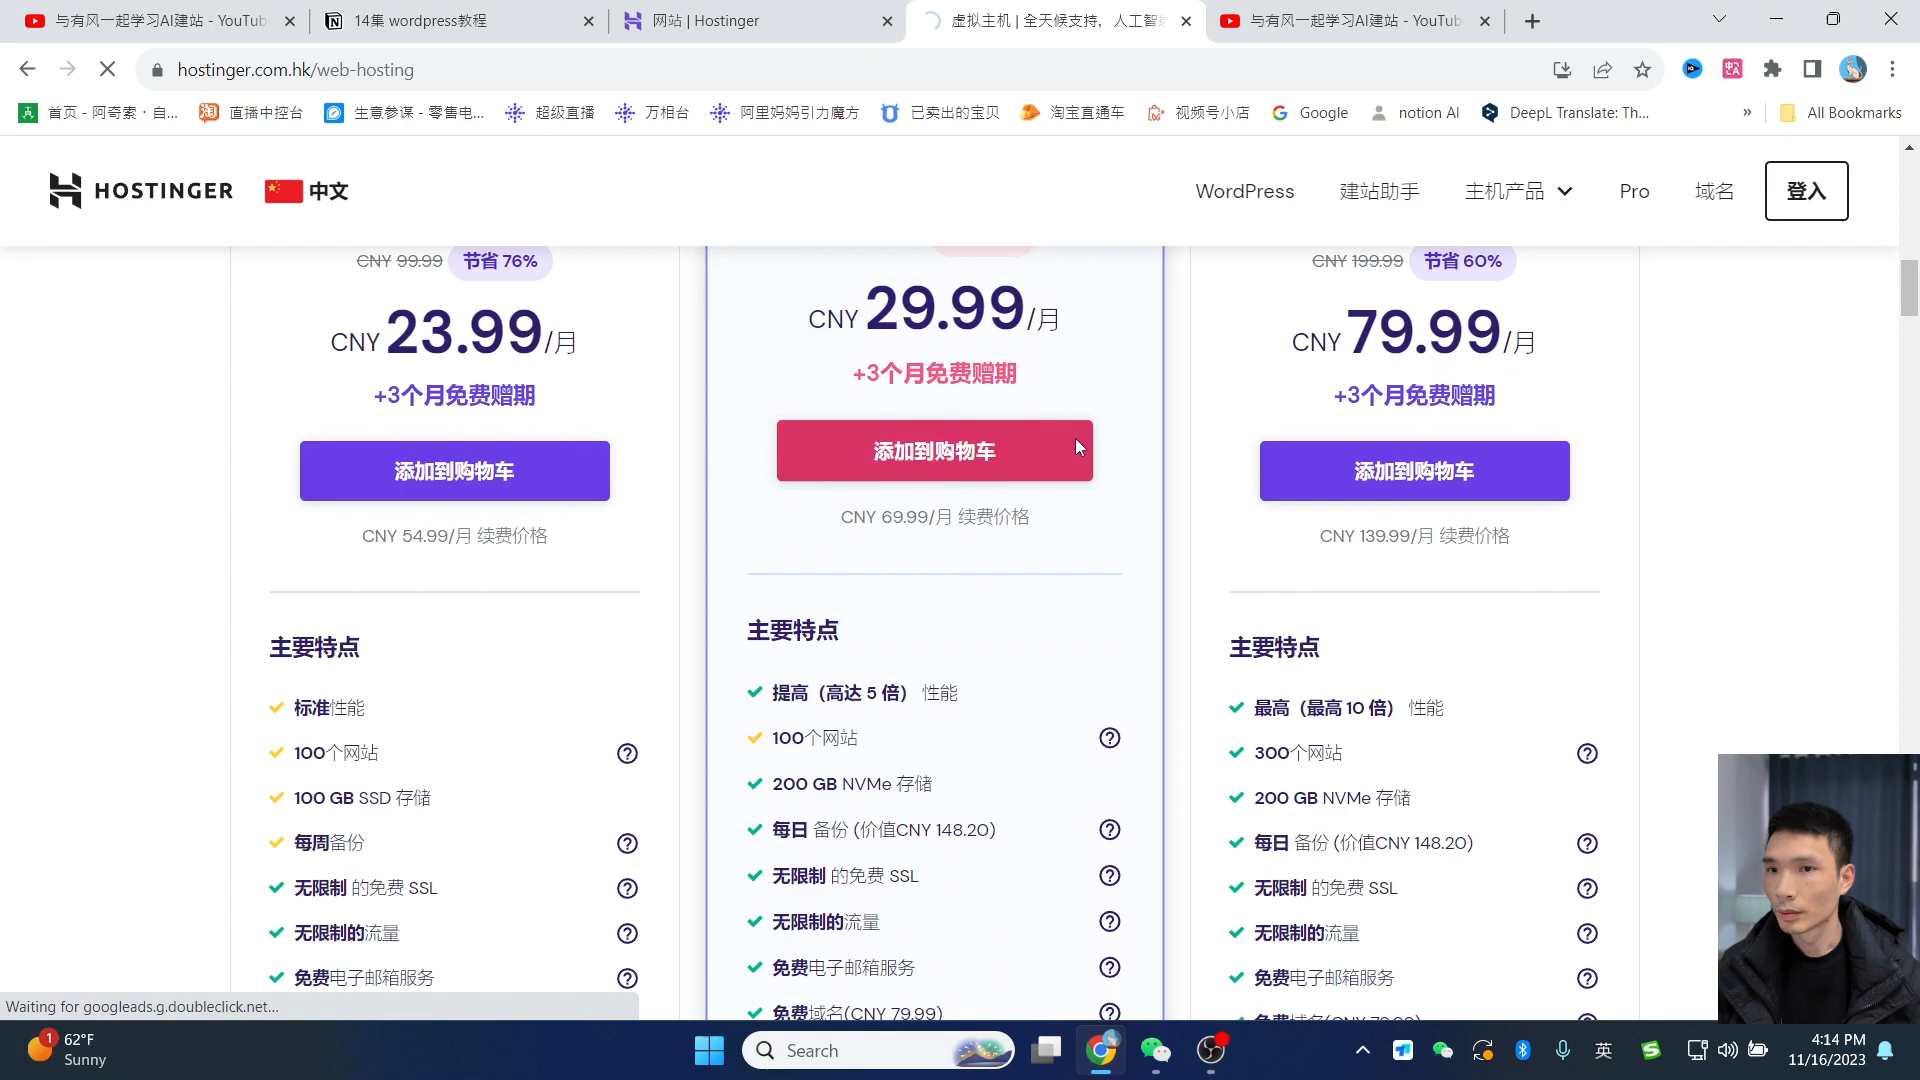 与有风一起学习AI建站 - YouTub
14集 wordpress教程
网站 | Hostinger
虚拟主机 | 全天候支持，人工智能
与有风一起学习AI建站 - YouTub
hostinger.com.hk/web-hosting
首页 - 阿奇索 · 自...
直播中控台
生意参谋 - 零售电...
超级直播
万相台
阿里妈妈引力魔方
已卖出的宝贝
淘宝直通车
视频号小店
Google
notion AI
DeepL Translate: Th...
»
All Bookmarks
HOSTINGER
中文
WordPress
建站助手
主机产品
Pro
域名
登入
CNY 99.99 节省 76%
CNY 23.99/月
+3个月免费赠期
添加到购物车
CNY 54.99/月 续费价格
主要特点
标准性能
100个网站
100 GB SSD 存储
每周备份
无限制 的免费 SSL
无限制的流量
免费电子邮箱服务
CNY 29.99/月
+3个月免费赠期
添加到购物车
CNY 69.99/月 续费价格
主要特点
提高（高达 5 倍） 性能
100个网站
200 GB NVMe 存储
每日 备份 (价值CNY 148.20)
无限制 的免费 SSL
无限制的流量
免费电子邮箱服务
免费域名(CNY 79.99)
CNY 199.99 节省 60%
CNY 79.99/月
+3个月免费赠期
添加到购物车
CNY 139.99/月 续费价格
主要特点
最高（最高 10 倍） 性能
300个网站
200 GB NVMe 存储
每日 备份 (价值CNY 148.20)
无限制 的免费 SSL
无限制的流量
免费电子邮箱服务
免费域名(CNY 79.99)
Waiting for googleads.g.doubleclick.net...
1
62°F
Sunny
Search
英
4:14 PM
11/16/2023